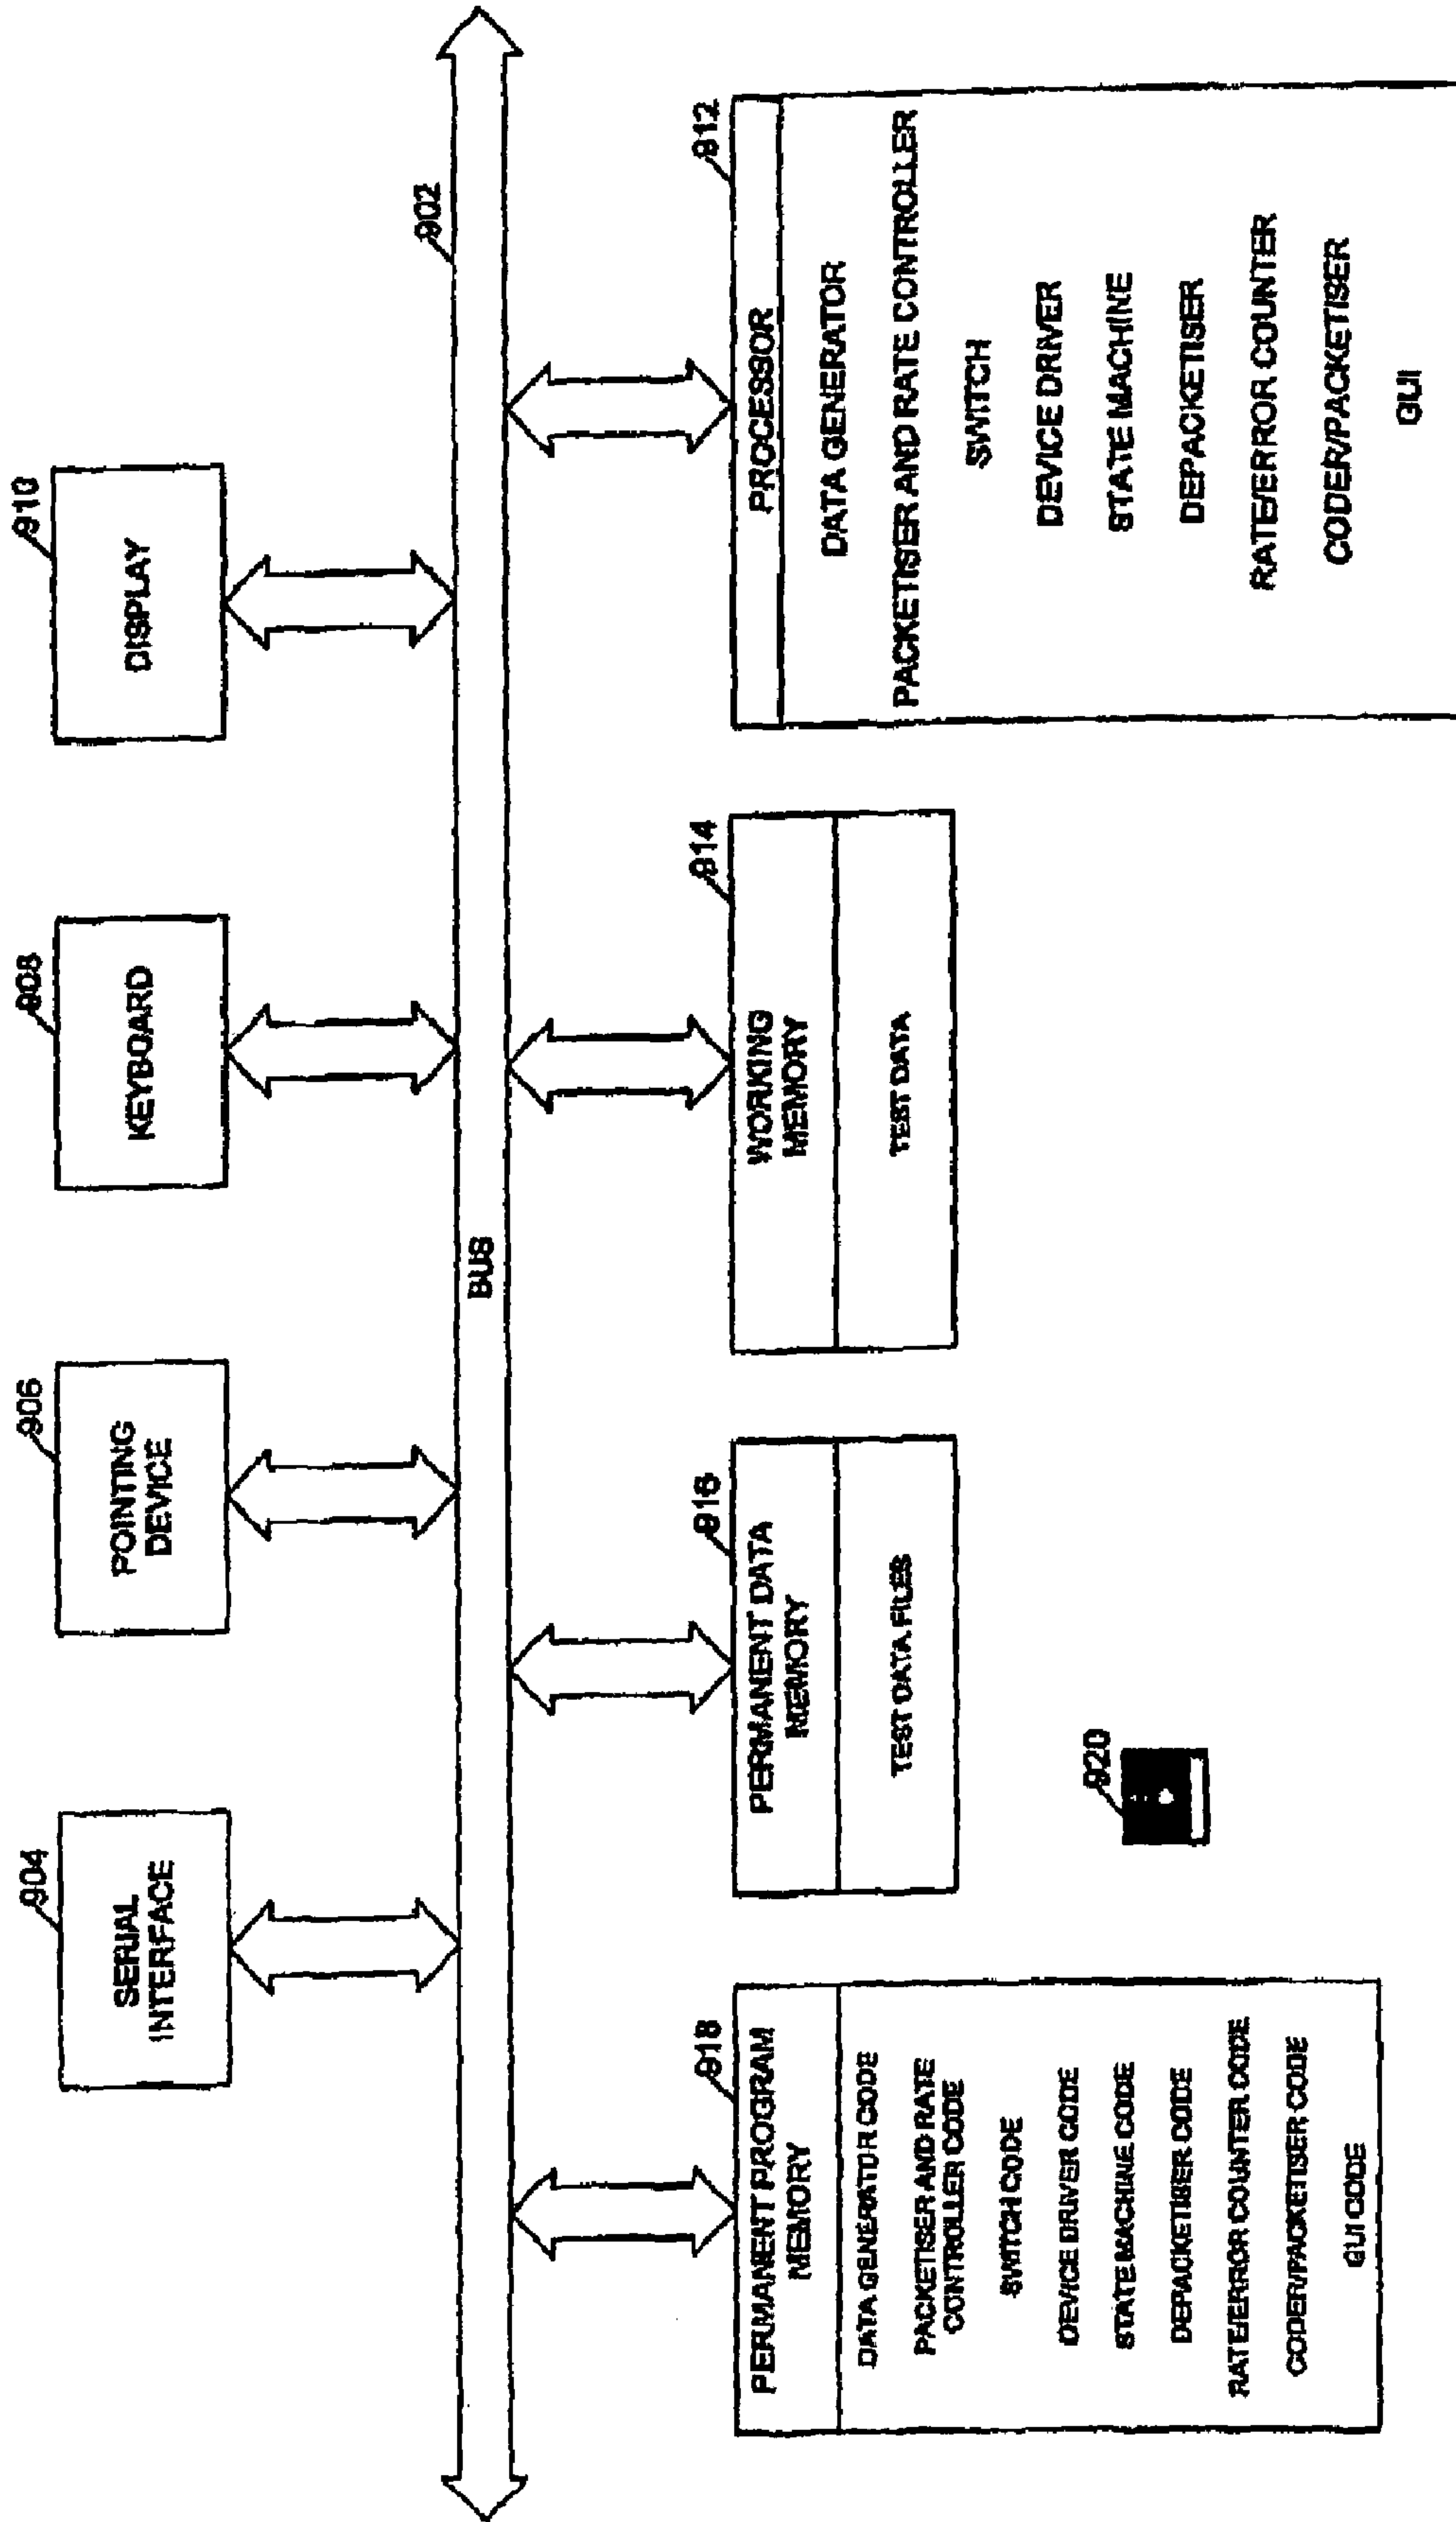 904
SERIAL
INTERFACE
906
POINTING
DEVICE
908
KEYBOARD
910
DISPLAY
BUS
902
918
PERMANENT PROGRAM
MEMORY
DATA GENERATOR CODE
PACKETISER AND RATE
CONTROLLER CODE
SWITCH CODE
DEVICE DRIVER CODE
STATE MACHINE CODE
DEPACKETISER CODE
RATE/ERROR COUNTER CODE
CODER/PACKETISER CODE
GUI CODE
916
PERMANENT DATA
MEMORY
TEST DATA FILES
920
914
WORKING
MEMORY
TEST DATA
912
PROCESSOR
DATA GENERATOR
PACKETISER AND RATE CONTROLLER
SWITCH
DEVICE DRIVER
STATE MACHINE
DEPACKETISER
RATE/ERROR COUNTER
CODER/PACKETISER
GUI